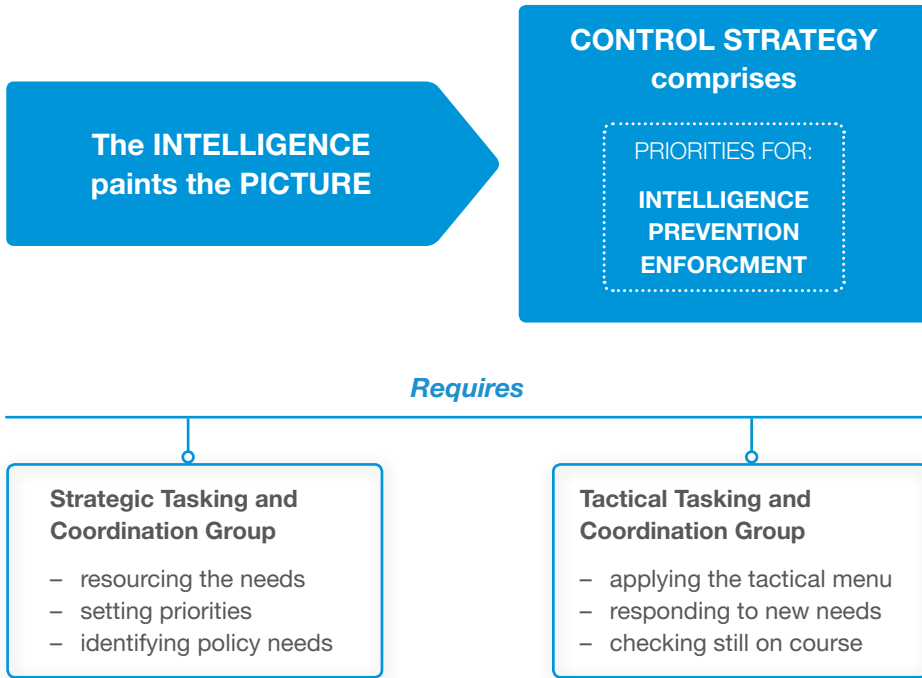 The INTELLIGENCE
paints the PICTURE
CONTROL STRATEGY
comprises
PRIORITIES FOR:
INTELLIGENCE
PREVENTION
ENFORCMENT
Requires
Strategic Tasking and
Coordination Group
– resourcing the needs
– setting priorities
– identifying policy needs
Tactical Tasking and
Coordination Group
– applying the tactical menu
– responding to new needs
– checking still on course